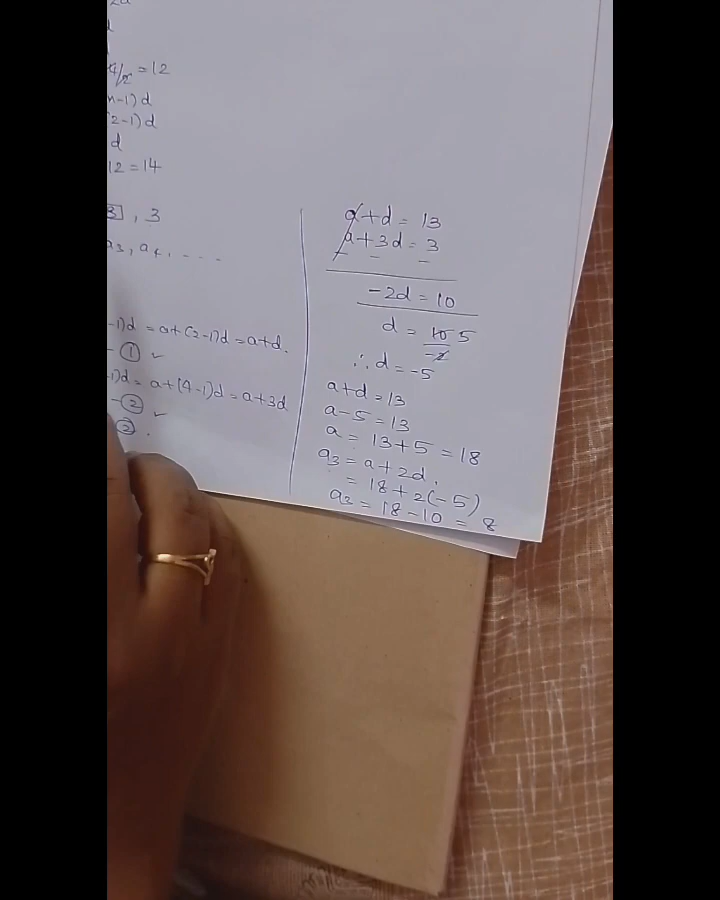 =12
n-1)d
2-1)d
d
12 = 14
3], 3
a3, a4, ....
-1)d = a+(2-1)d = a+d.
- ① ✓
-1)d = a+(4-1)d = a+3d
- ② ✓
② .
a+d = 13
a+3d = 3
- - -
-2d = 10
d = 10 5
-2
∴ d = -5
a+d = 13
a-5 = 13
a = 13+5 = 18
a3 = a+2d.
= 18+2(-5)
a3 = 18-10 = 8